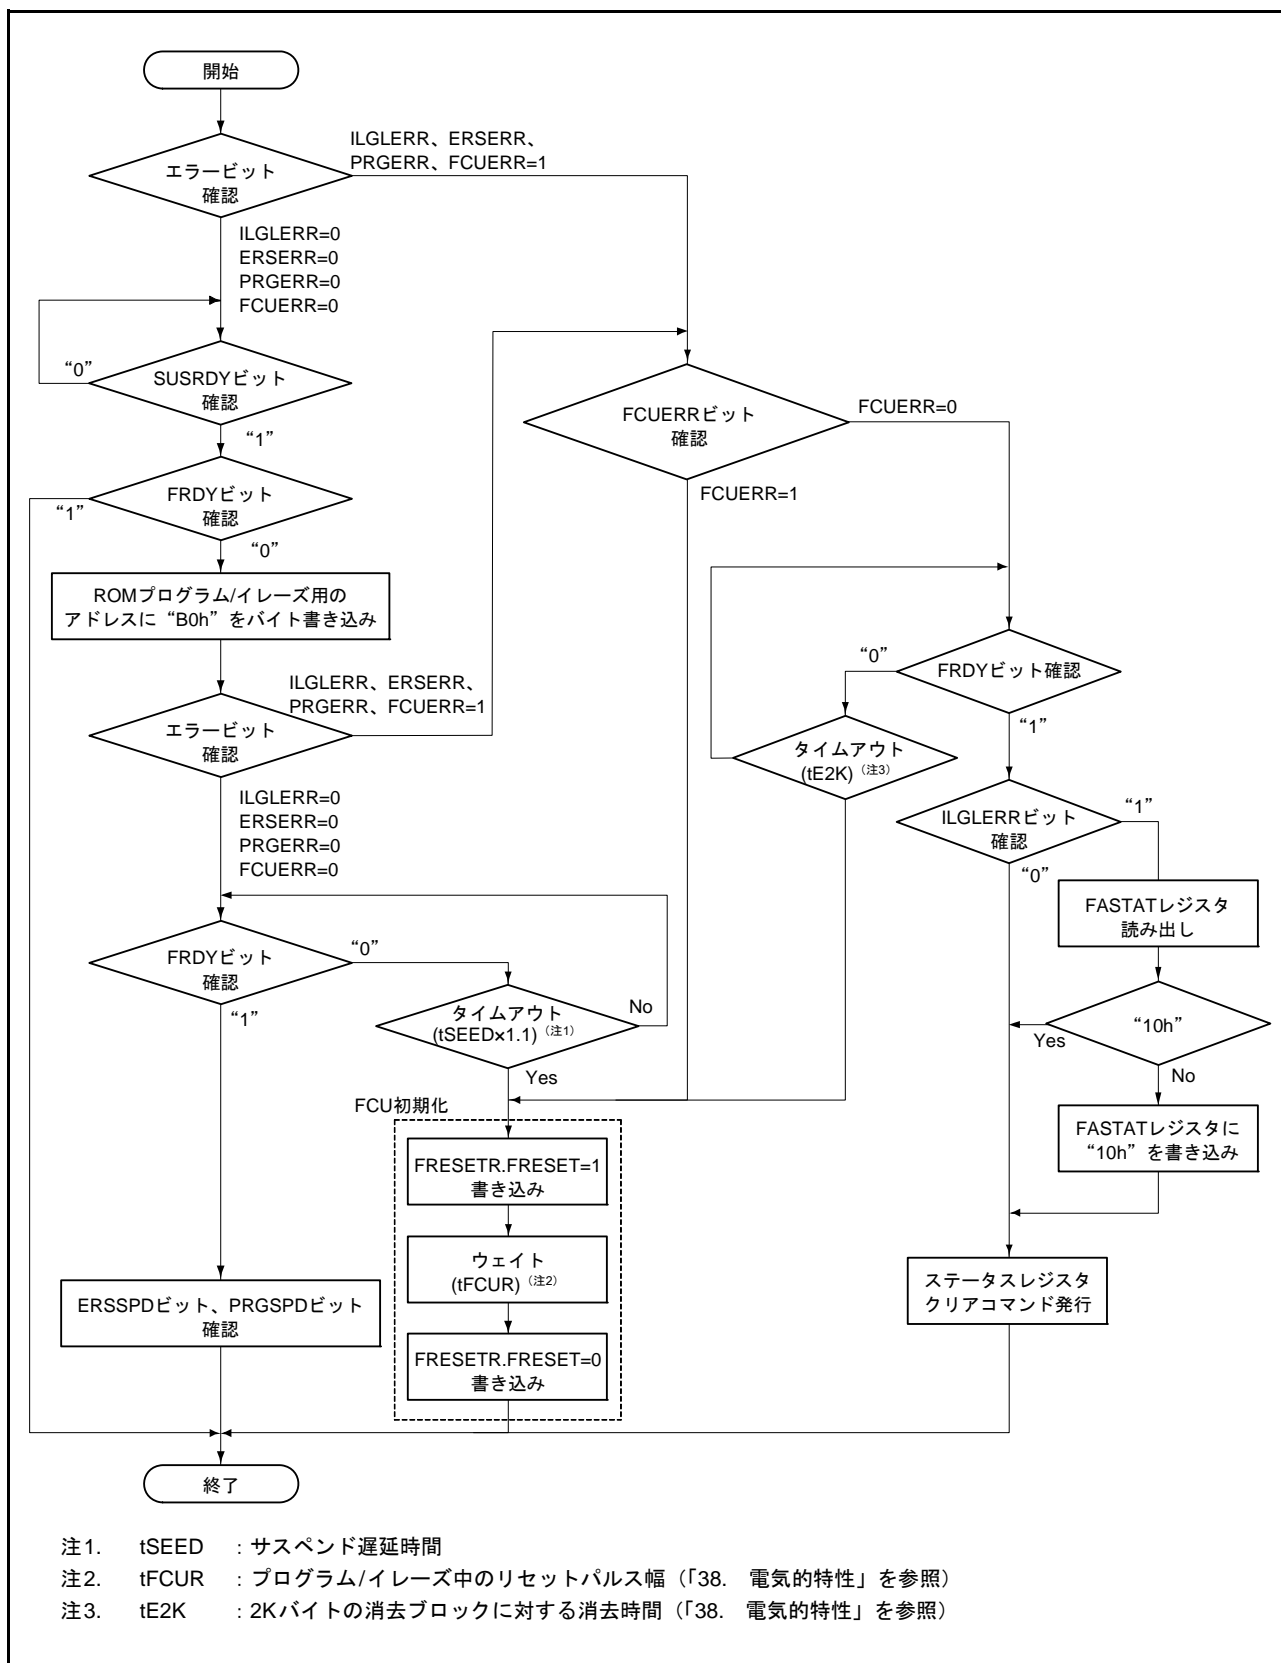 開始
エラービット
確認
ILGLERR、ERSERR、
PRGERR、FCUERR=1
ILGLERR=0
ERSERR=0
PRGERR=0
FCUERR=0
“0”
SUSRDYビット
確認
“1”
FRDYビット
確認
“1”
“0”
ROMプログラム/イレーズ用の
アドレスに“B0h”をバイト書き込み
エラービット
確認
ILGLERR、ERSERR、
PRGERR、FCUERR=1
ILGLERR=0
ERSERR=0
PRGERR=0
FCUERR=0
FRDYビット
確認
“0”
“1”
タイムアウト
(tSEED×1.1)（注1）
No
Yes
FCUERRビット
確認
FCUERR=0
FCUERR=1
“0”
FRDYビット確認
“1”
タイムアウト
(tE2K)（注3）
ILGLERRビット
確認
“1”
“0”
FASTATレジスタ
読み出し
“10h”
Yes
No
FASTATレジスタに
“10h”を書き込み
FCU初期化
FRESETR.FRESET=1
書き込み
ウェイト
(tFCUR)（注2）
FRESETR.FRESET=0
書き込み
ステータスレジスタ
クリアコマンド発行
ERSSPDビット、PRGSPDビット
確認
終了
注1. tSEED ：サスペンド遅延時間
注2. tFCUR ：プログラム/イレーズ中のリセットパルス幅（「38. 電気的特性」を参照）
注3. tE2K ：2Kバイトの消去ブロックに対する消去時間（「38. 電気的特性」を参照）